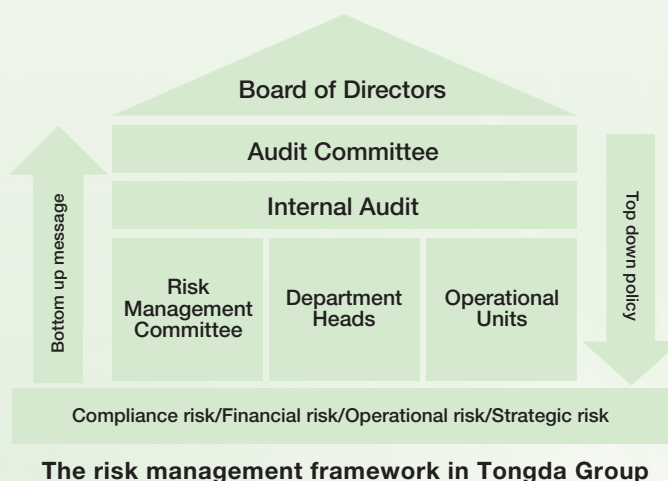 Board of Directors
Audit Committee
Internal Audit
Bottom up message
Risk
Management
Committee
Department
Heads
Operational
Units
Top down policy
Compliance risk/Financial risk/Operational risk/Strategic risk
The risk management framework in Tongda Group